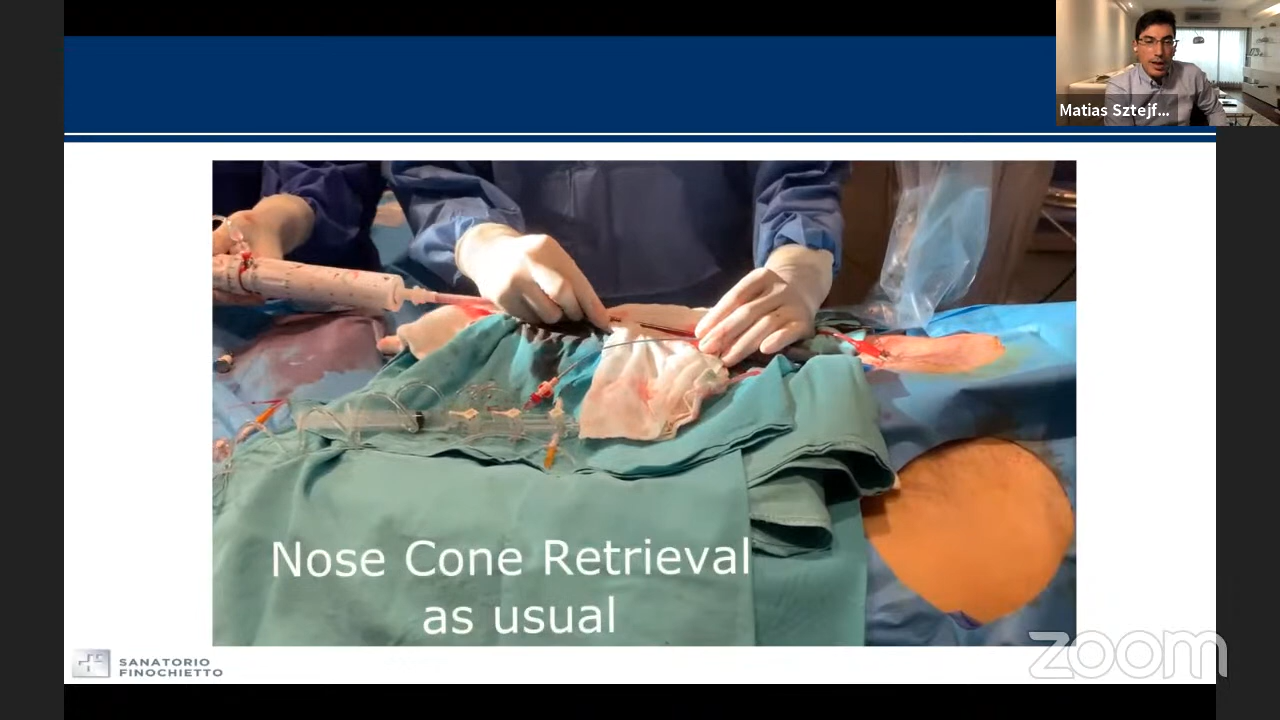 Matias Sztejf...
Nose Cone Retrieval
as usual
SANATORIO
FINOCHIETTO
zoom